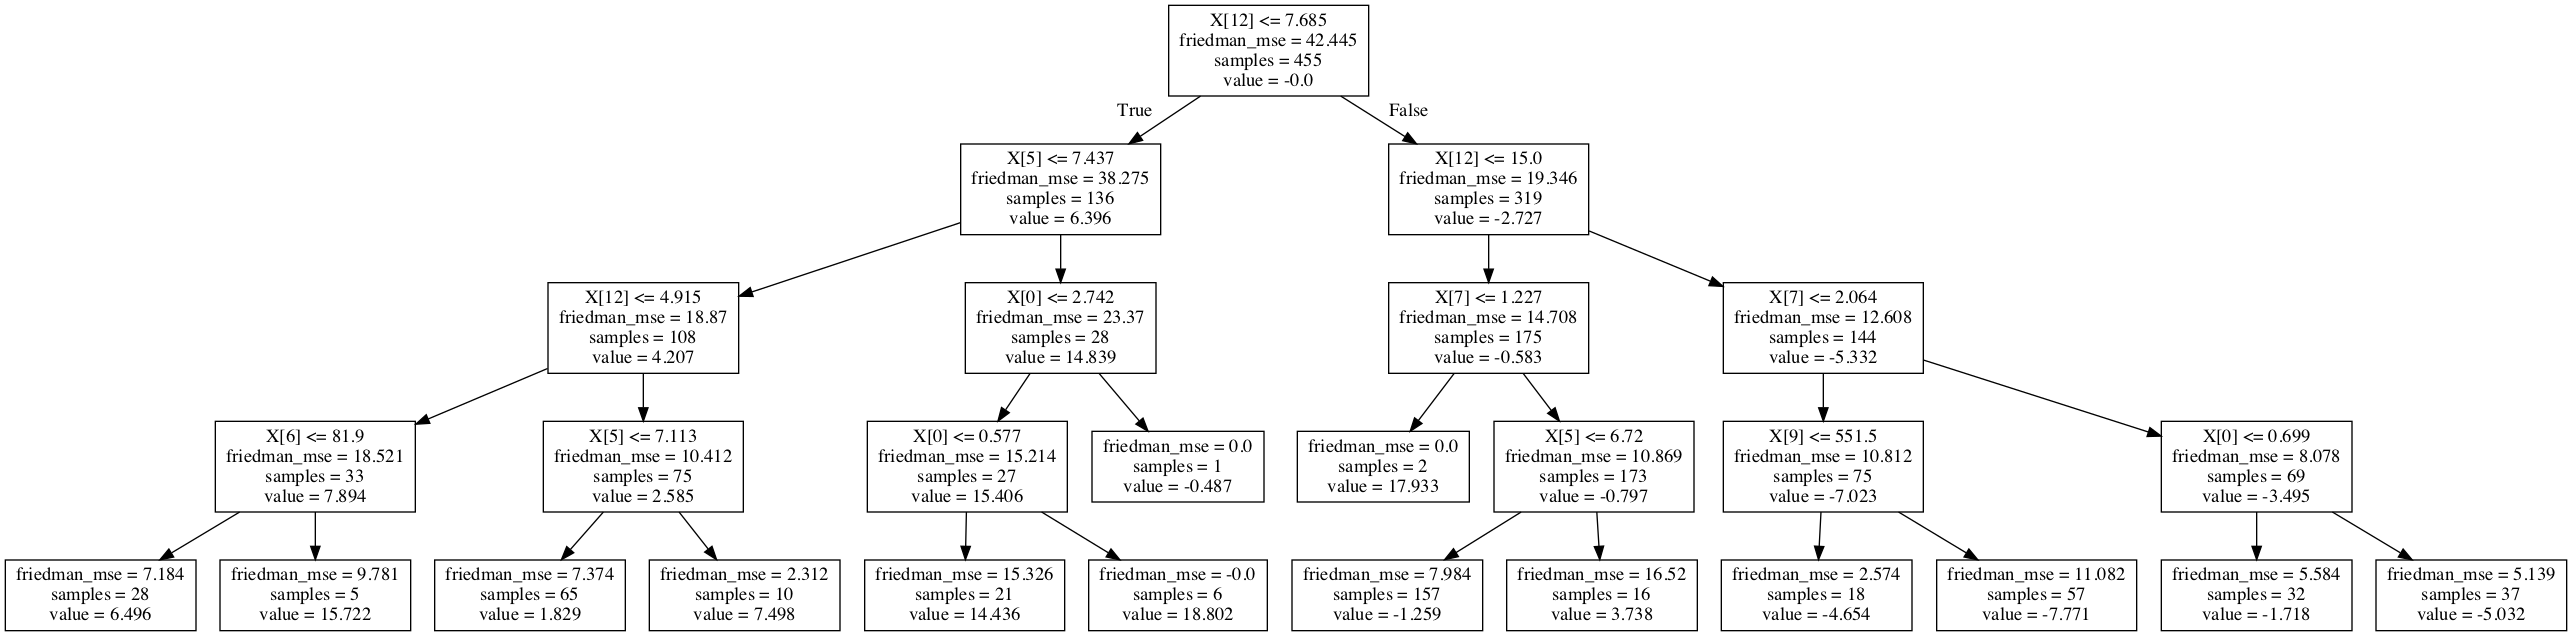 X[12] <= 7.685
friedman_mse = 42.445
samples = 455
value = -0.0
True
False
X[5] <= 7.437
friedman_mse = 38.275
samples = 136
value = 6.396
X[12] <= 15.0
friedman_mse = 19.346
samples = 319
value = -2.727
X[12] <= 4.915
friedman_mse = 18.87
samples = 108
value = 4.207
X[0] <= 2.742
friedman_mse = 23.37
samples = 28
value = 14.839
X[7] <= 1.227
friedman_mse = 14.708
samples = 175
value = -0.583
X[7] <= 2.064
friedman_mse = 12.608
samples = 144
value = -5.332
X[6] <= 81.9
friedman_mse = 18.521
samples = 33
value = 7.894
X[5] <= 7.113
friedman_mse = 10.412
samples = 75
value = 2.585
X[0] <= 0.577
friedman_mse = 15.214
samples = 27
value = 15.406
friedman_mse = 0.0
samples = 1
value = -0.487
friedman_mse = 0.0
samples = 2
value = 17.933
X[5] <= 6.72
friedman_mse = 10.869
samples = 173
value = -0.797
X[9] <= 551.5
friedman_mse = 10.812
samples = 75
value = -7.023
X[0] <= 0.699
friedman_mse = 8.078
samples = 69
value = -3.495
friedman_mse = 7.184
samples = 28
value = 6.496
friedman_mse = 9.781
samples = 5
value = 15.722
friedman_mse = 7.374
samples = 65
value = 1.829
friedman_mse = 2.312
samples = 10
value = 7.498
friedman_mse = 15.326
samples = 21
value = 14.436
friedman_mse = -0.0
samples = 6
value = 18.802
friedman_mse = 7.984
samples = 157
value = -1.259
friedman_mse = 16.52
samples = 16
value = 3.738
friedman_mse = 2.574
samples = 18
value = -4.654
friedman_mse = 11.082
samples = 57
value = -7.771
friedman_mse = 5.584
samples = 32
value = -1.718
friedman_mse = 5.139
samples = 37
value = -5.032